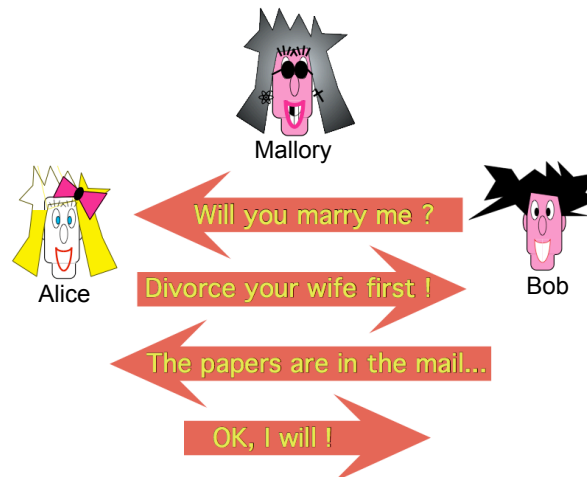 Mallory
Will you marry me ?
Alice
Bob
Divorce your wife first !
The papers are in the mail...
OK, I will !